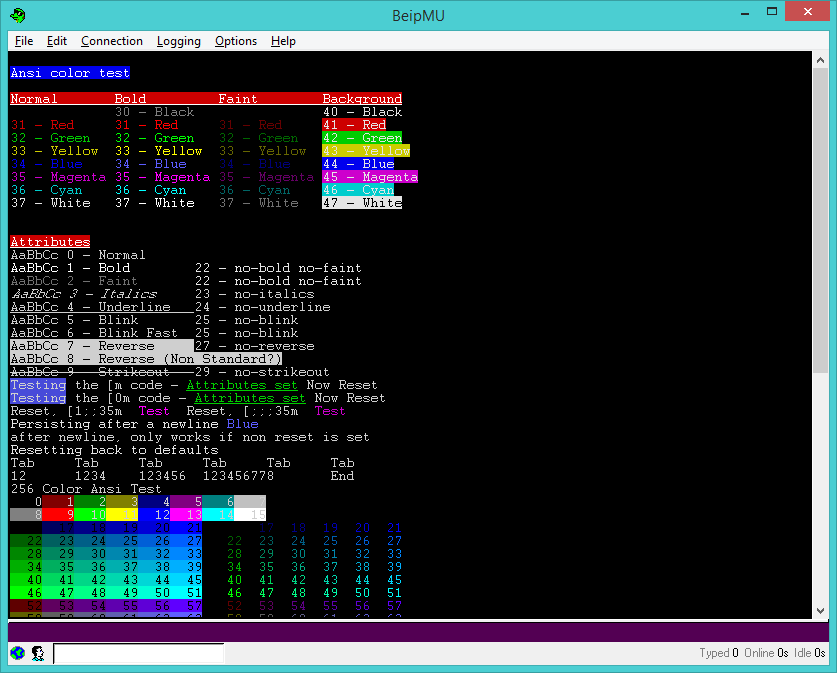 BeipMU
File Edit Connection Logging Options Help
Ansi color test
Normal Bold Faint Background
30 - Black 40 - Black
31 - Red 31 - Red 31 - Red 41 - Red
32 - Green 32 - Green 32 - Green 42 - Green
33 - Yellow 33 - Yellow 33 - Yellow 43 - Yellow
34 - Blue 34 - Blue 34 - Blue 44 - Blue
35 - Magenta 35 - Magenta 35 - Magenta 45 - Magenta
36 - Cyan 36 - Cyan 36 - Cyan 46 - Cyan
37 - White 37 - White 37 - White 47 - White
Attributes
AaBbCc 0 - Normal
AaBbCc 1 - Bold 22 - no-bold no-faint
AaBbCc 2 - Faint 22 - no-bold no-faint
AaBbCc 3 - Italics 23 - no-italics
AaBbCc 4 - Underline 24 - no-underline
AaBbCc 5 - Blink 25 - no-blink
AaBbCc 6 - Blink Fast 25 - no-blink
AaBbCc 7 - Reverse 27 - no-reverse
AaBbCc 8 - Reverse (Non Standard?)
AaBbCc 9 - Strikeout 29 - no-strikeout
Testing the [m code - Attributes set Now Reset
Testing the [0m code - Attributes set Now Reset
Reset, [1;;35m Test Reset, [;;;35m Test
Persisting after a newline Blue
after newline, only works if non reset is set
Resetting back to defaults
Tab Tab Tab Tab Tab Tab
12 1234 123456 123456778 End
256 Color Ansi Test
0 1 2 3 4 5 6
8 9 10 11 12 13 14 15
17 18 19 20 21 17 18 19 20 21
22 23 24 25 26 27 22 23 24 25 26 27
28 29 30 31 32 33 28 29 30 31 32 33
34 35 36 37 38 39 34 35 36 37 38 39
40 41 42 43 44 45 40 41 42 43 44 45
46 47 48 49 50 51 46 47 48 49 50 51
52 53 54 55 56 57 52 53 54 55 56 57
Typed 0 Online 0s Idle 0s